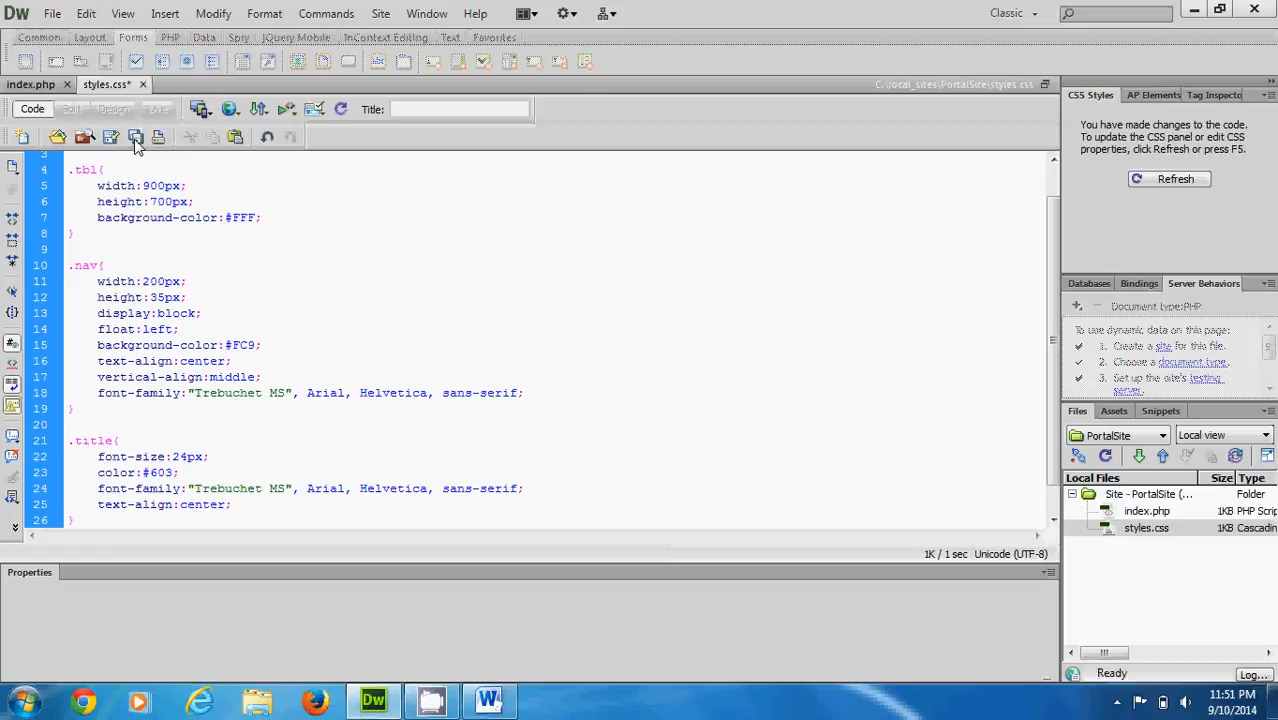 Dw File Edit View Insert Modify Format Commands Site Window Help Classic
Common Layout Forms PHP Data Spry jQuery Mobile InContext Editing Text Favorites
index.php styles.css* C:\local_sites\PortalSite\styles.css
Code Split Design Live Title:
3
4 .tbl{
5 width:900px;
6 height:700px;
7 background-color:#FFF;
8 }
9
10 .nav{
11 width:200px;
12 height:35px;
13 display:block;
14 float:left;
15 background-color:#FC9;
16 text-align:center;
17 vertical-align:middle;
18 font-family:"Trebuchet MS", Arial, Helvetica, sans-serif;
19 }
20
21 .title{
22 font-size:24px;
23 color:#603;
24 font-family:"Trebuchet MS", Arial, Helvetica, sans-serif;
25 text-align:center;
26 }
1K / 1 sec Unicode (UTF-8)
Properties
CSS Styles AP Elements Tag Inspecto
You have made changes to the code.
To update the CSS panel or edit CSS
properties, click Refresh or press F5.
Refresh
Databases Bindings Server Behaviors
Document type:PHP
To use dynamic data on this page:
1. Create a site for this file.
2. Choose a document type.
3. Set up the site's testing
server.
Files Assets Snippets
PortalSite Local view
Local Files Size Type
Site - PortalSite (... Folder
index.php 1KB PHP Scrip
styles.css 1KB Cascadin
Ready Log...
Dw W
11:51 PM
9/10/2014